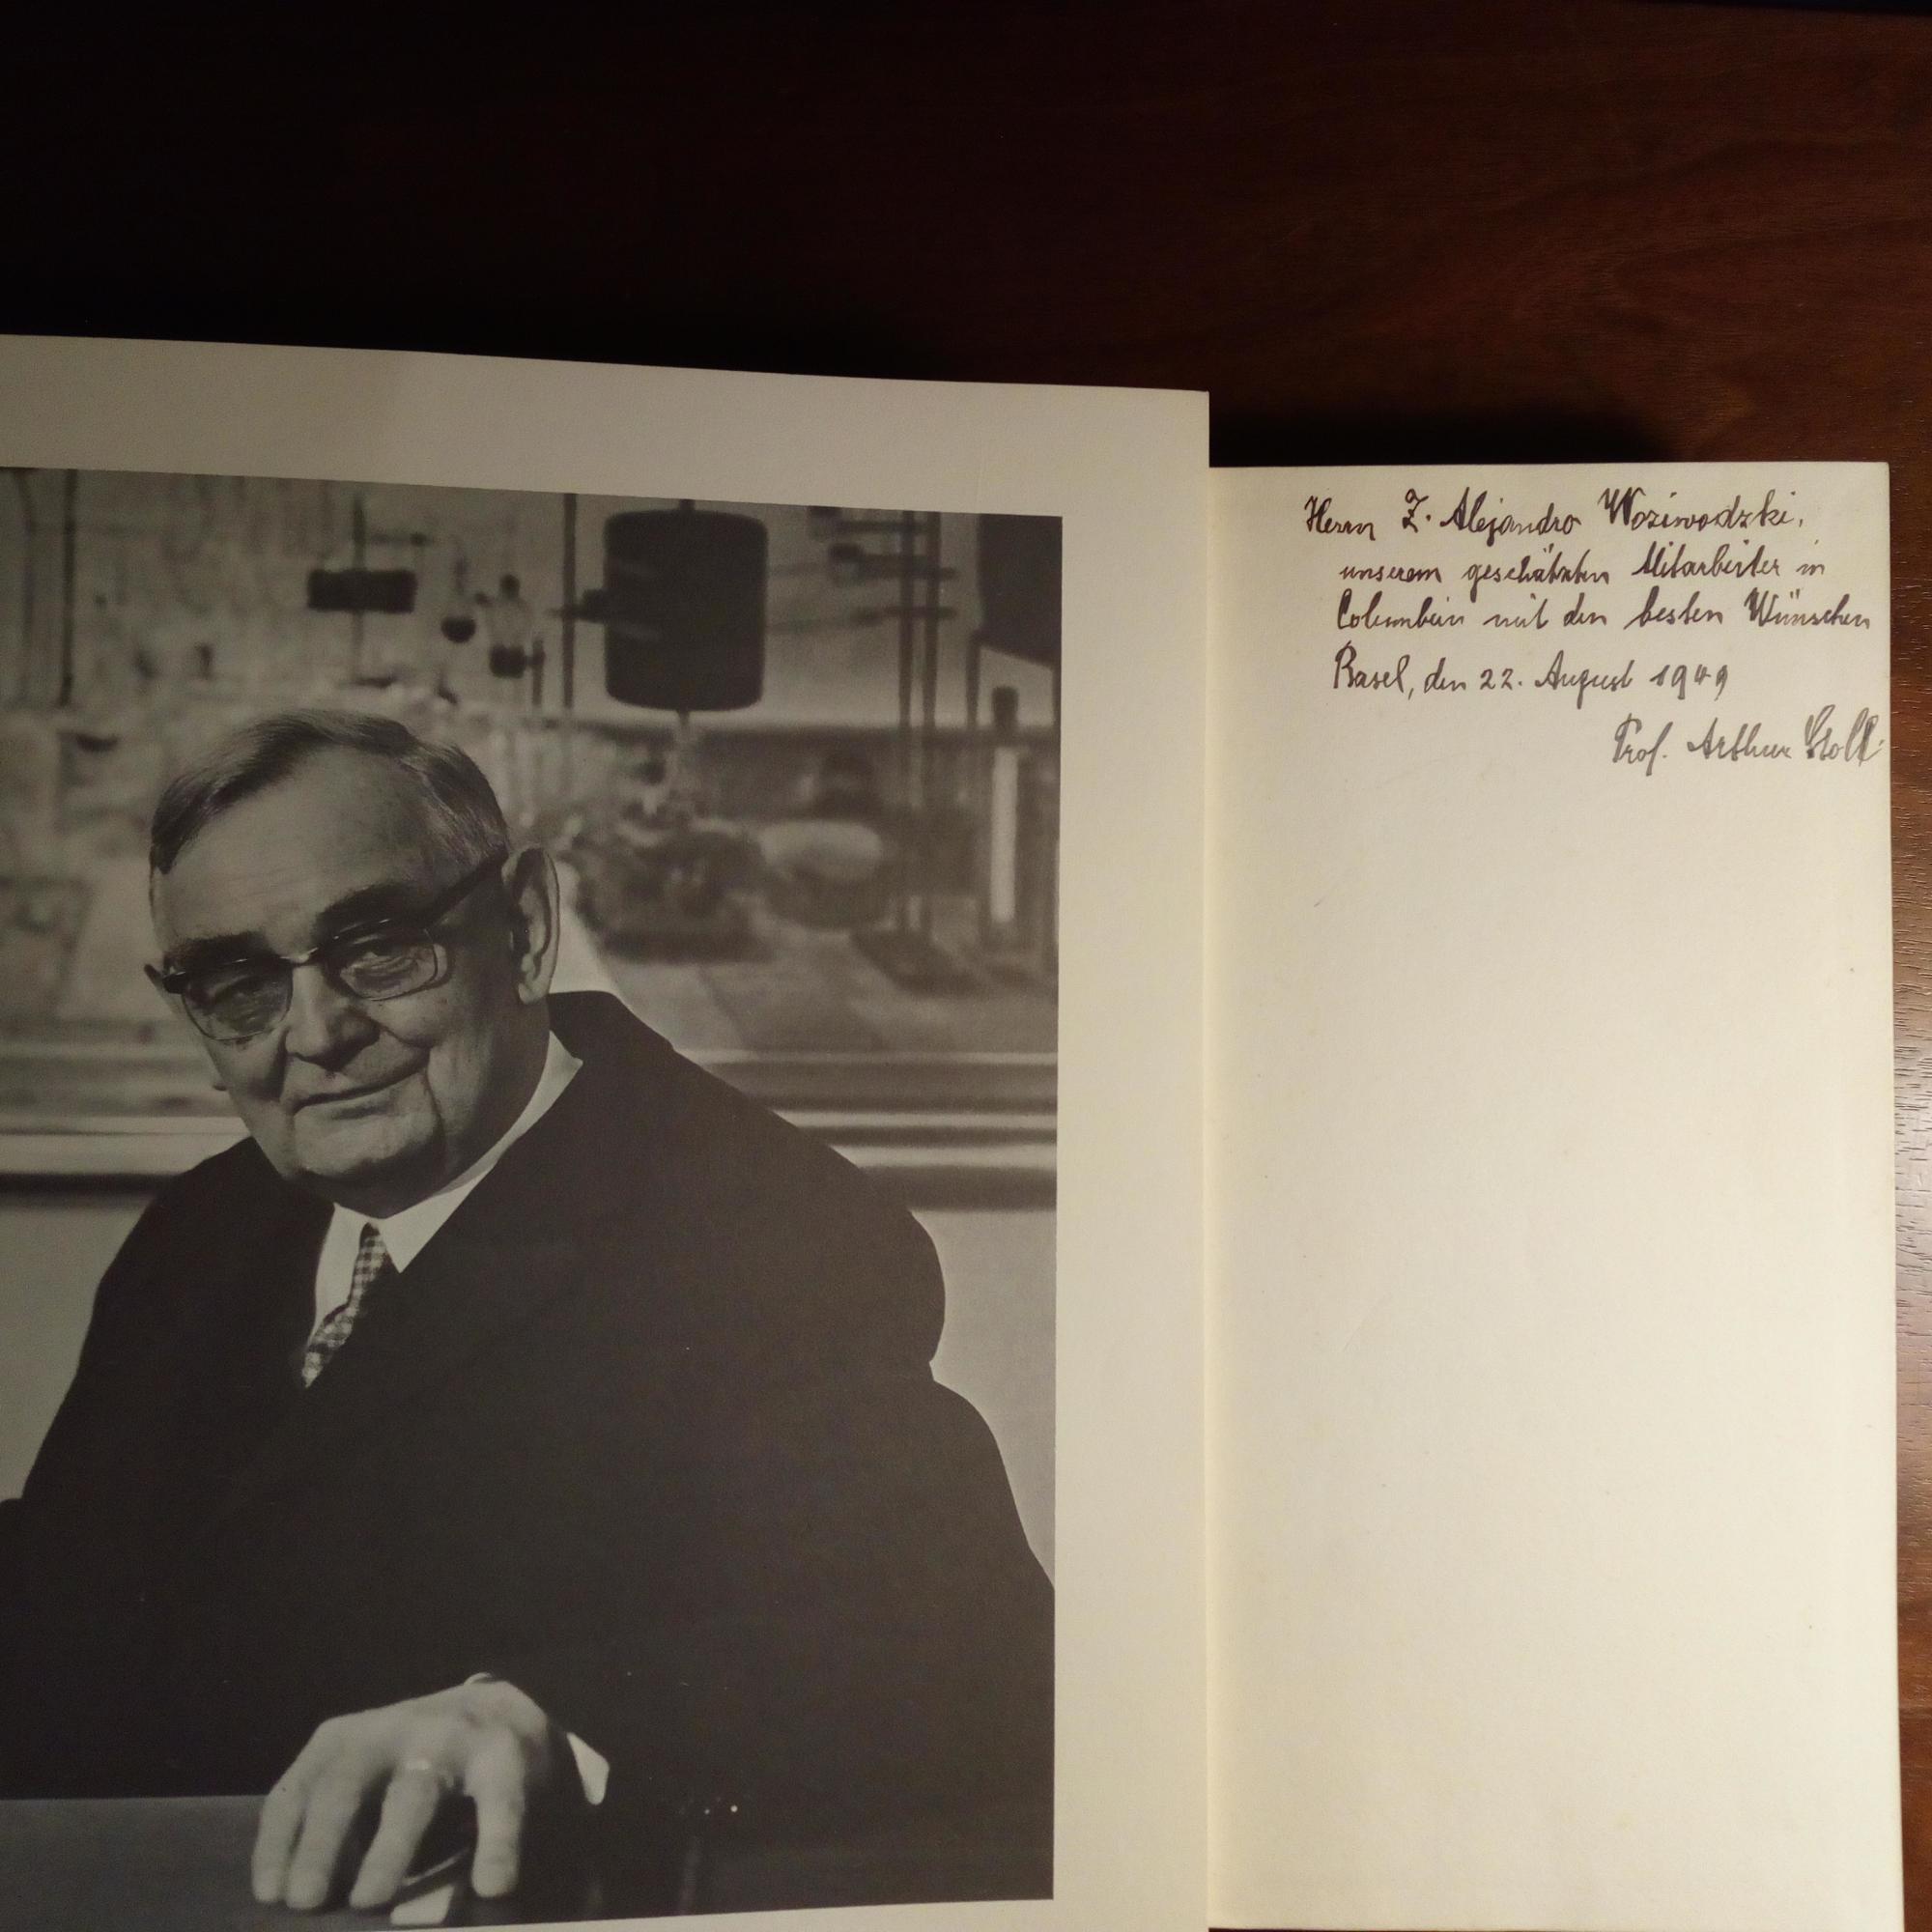 Herrn Z. Alejandro Woziwodzki,
unserem geschätzten Mitarbeiter in
Columbien mit den besten Wünschen
Basel, den 22. August 1949
Prof. Arthur Stoll